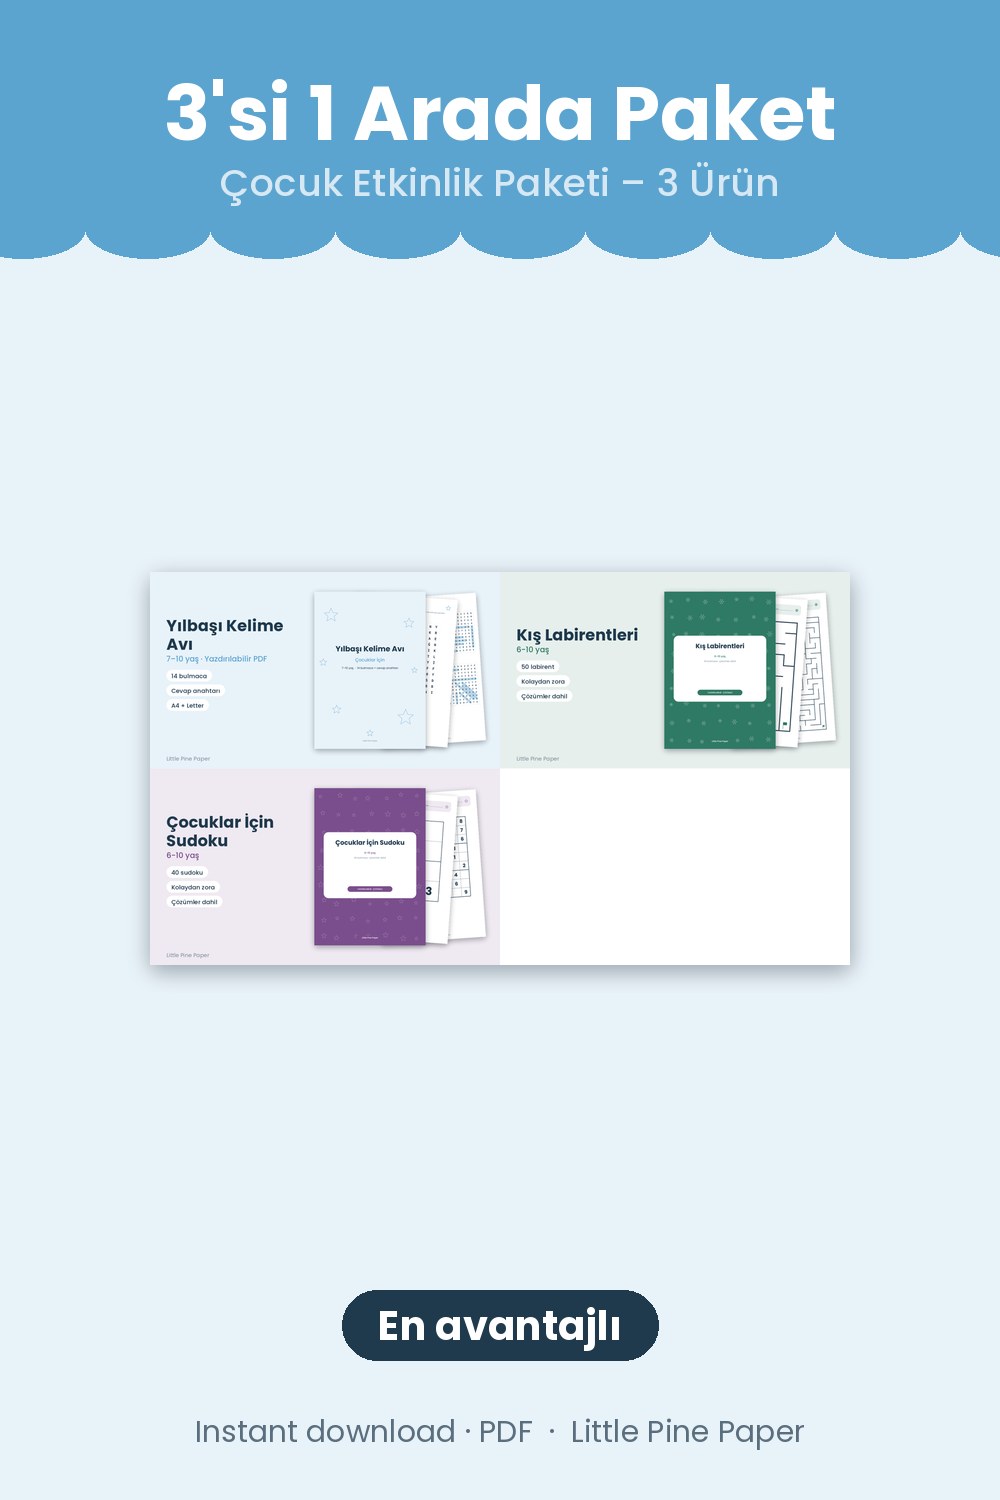 3'si 1 Arada Paket
Çocuk Etkinlik Paketi – 3 Ürün
Yılbaşı Kelime
Avı
7–10 yaş · Yazdırılabilir PDF
14 bulmaca
Cevap anahtarı
A4 + Letter
Little Pine Paper
Yılbaşı Kelime Avı
Çocuklar İçin
Kış Labirentleri
6–10 yaş
50 labirent
Kolaydan zora
Çözümler dahil
Kış Labirentleri
Çocuklar İçin
Sudoku
6–10 yaş
40 sudoku
Kolaydan zora
Çözümler dahil
Little Pine Paper
Çocuklar İçin Sudoku
3
En avantajlı
Instant download · PDF · Little Pine Paper